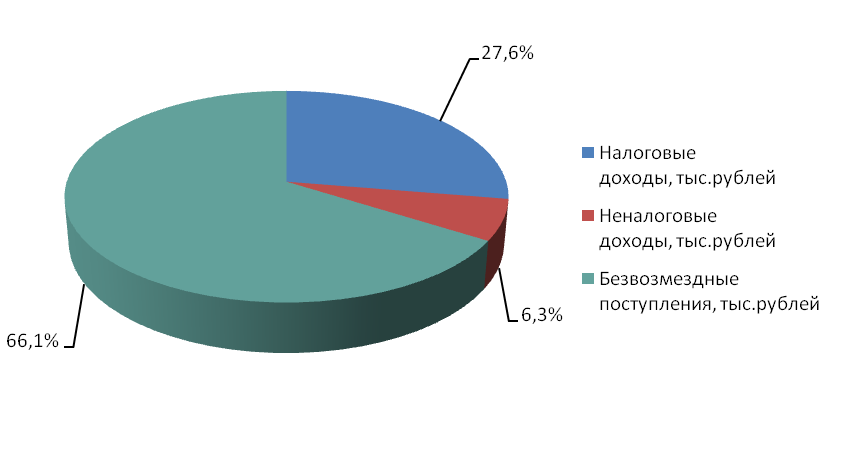 27,6%
Налоговые
доходы, тыс.рублей
Неналоговые
доходы, тыс.рублей
Безвозмездные
поступления, тыс.рублей
6,3%
66,1%